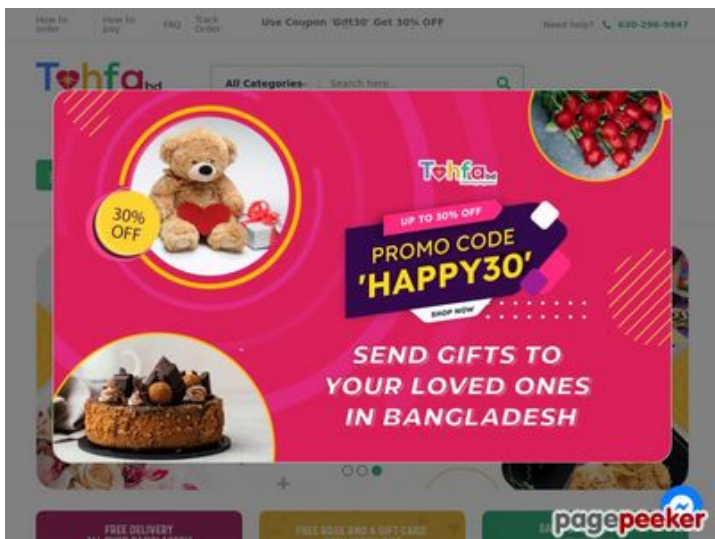 How to order
How to pay
FAQ
Track Order
Use Coupon 'Gift30' Get 30% OFF
Need help? 630-296-9847
Tohfa bd
All Categories
Search here...
30% OFF
Tohfa bd
UP TO 30% OFF
PROMO CODE
'HAPPY30'
SHOP NOW
SEND GIFTS TO
YOUR LOVED ONES
IN BANGLADESH
FREE DELIVERY
FREE ROSE AND A GIFT CARD
pagepeeker